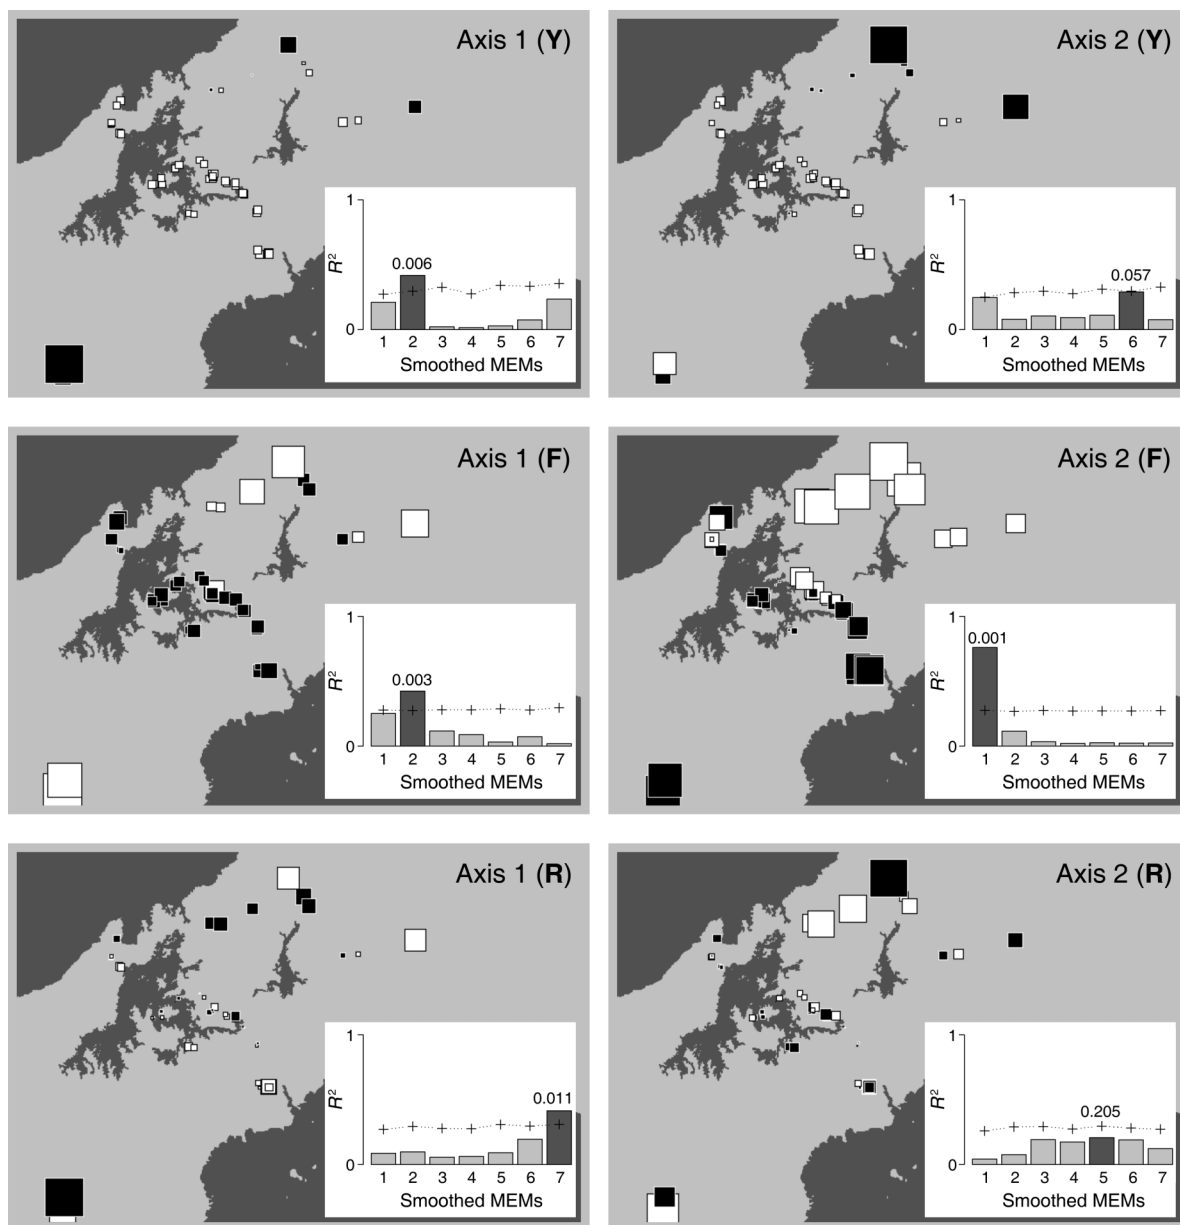 Axis 1 (Y)
R²
1
0
0.006
1 2 3 4 5 6 7
Smoothed MEMs
Axis 2 (Y)
R²
1
0
0.057
1 2 3 4 5 6 7
Smoothed MEMs
Axis 1 (F)
R²
1
0
0.003
1 2 3 4 5 6 7
Smoothed MEMs
Axis 2 (F)
R²
1
0
0.001
1 2 3 4 5 6 7
Smoothed MEMs
Axis 1 (R)
R²
1
0
0.011
1 2 3 4 5 6 7
Smoothed MEMs
Axis 2 (R)
R²
1
0
0.205
1 2 3 4 5 6 7
Smoothed MEMs